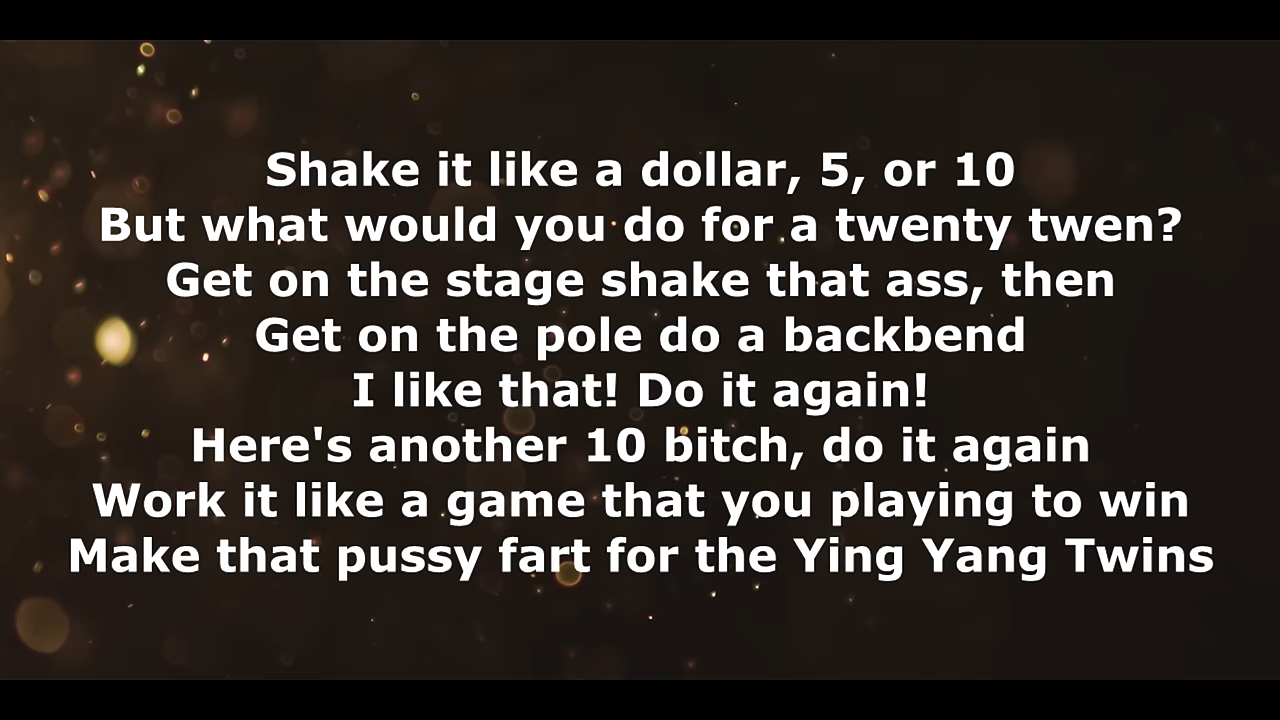 Shake it like a dollar, 5, or 10
But what would you do for a twenty twen?
Get on the stage shake that ass, then
Get on the pole do a backbend
I like that! Do it again!
Here's another 10 bitch, do it again
Work it like a game that you playing to win
Make that pussy fart for the Ying Yang Twins